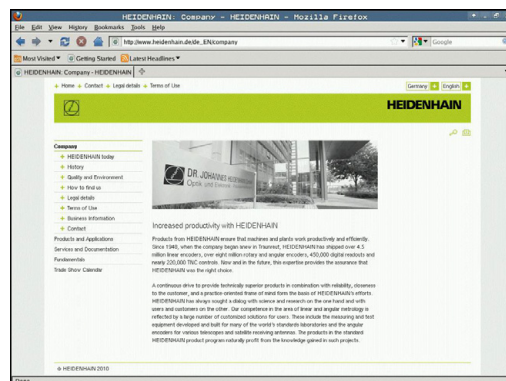 HEIDENHAIN: Company - HEIDENHAIN - Mozilla Firefox
File Edit View History Bookmarks Tools Help
http://www.heidenhain.de/de_EN/company
Google
Most Visited Getting Started Latest Headlines
HEIDENHAIN: Company - HEIDENHAIN
Home Contact Legal details Terms of Use
Germany English
HEIDENHAIN
Company
HEIDENHAIN today
History
Quality and Environment
How to find us
Legal details
Terms of Use
Business Information
Contact
Products and Applications
Services and Documentation
Fundamentals
Trade Show Calendar
DR. JOHANNES HEIDENHAIN
Optik und Elektronik
Increased productivity with HEIDENHAIN
Products from HEIDENHAIN ensure that machines and plants work productively and efficiently.
Since 1948, when the company began anew in Traunreut, HEIDENHAIN has shipped over 4.5
million linear encoders, over eight million rotary and angular encoders, 450,000 digital readouts and
nearly 220,000 TNC controls. Now and in the future, this expertise provides the assurance that
HEIDENHAIN was the right choice.
A continuous drive to provide technically superior products in combination with reliability, closeness
to the customer, and a practice-oriented frame of mind form the basis of HEIDENHAIN's efforts.
HEIDENHAIN has always sought a dialog with science and research on the one hand and with
users and customers on the other. Our competence in the area of linear and angular metrology is
reflected by a large number of customized solutions for users. These include the measuring and test
equipment developed and built for many of the world's standards laboratories and the angular
encoders for various telescopes and satellite receiving antennas. The products in the standard
HEIDENHAIN product program naturally profit from the knowledge gained in such projects.
© HEIDENHAIN 2010
Done